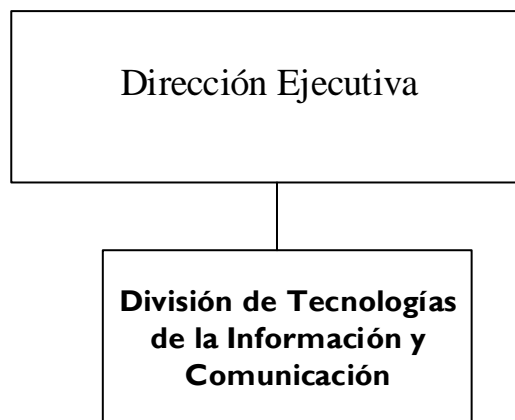 Dirección Ejecutiva
División de Tecnologías
de la Información y
Comunicación